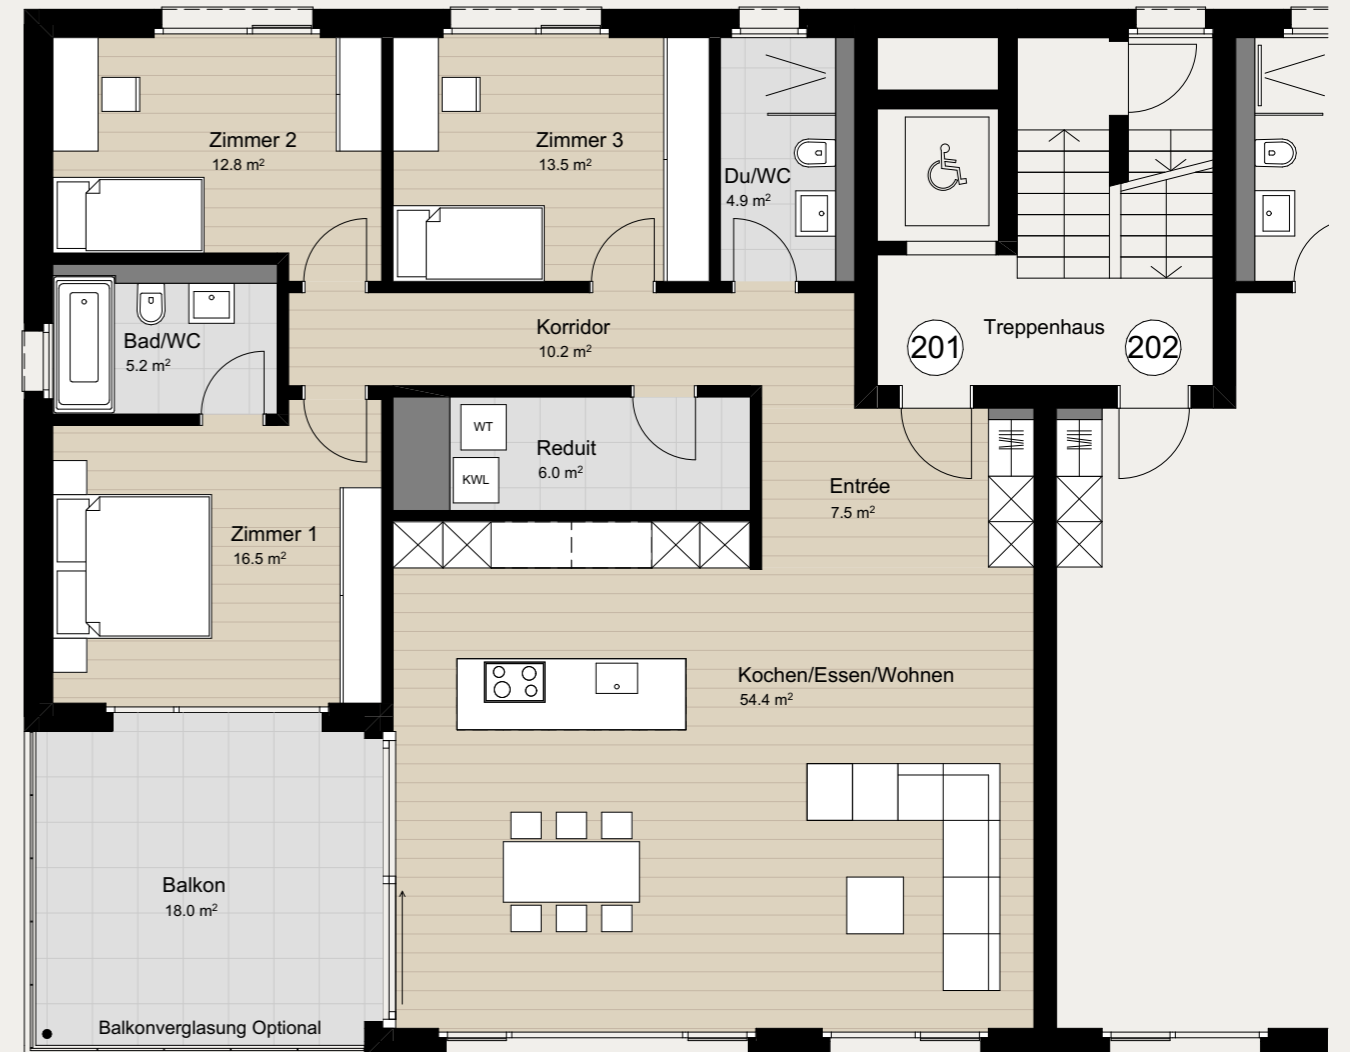 Zimmer 2
12.8 m²
Zimmer 3
13.5 m²
Du/WC
4.9 m²
Bad/WC
5.2 m²
Korridor
10.2 m²
Treppenhaus
201
202
WT
KWL
Reduit
6.0 m²
Entrée
7.5 m²
Zimmer 1
16.5 m²
Kochen/Essen/Wohnen
54.4 m²
Balkon
18.0 m²
Balkonverglasung Optional